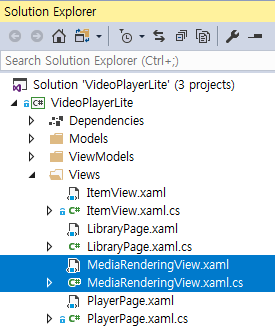 Solution Explorer
Search Solution Explorer (Ctrl+;)
Solution 'VideoPlayerLite' (3 projects)
C# VideoPlayerLite
Dependencies
Models
ViewModels
Views
ItemView.xaml
C# ItemView.xaml.cs
LibraryPage.xaml
C# LibraryPage.xaml.cs
MediaRenderingView.xaml
C# MediaRenderingView.xaml.cs
PlayerPage.xaml
C# PlayerPage.xaml.cs